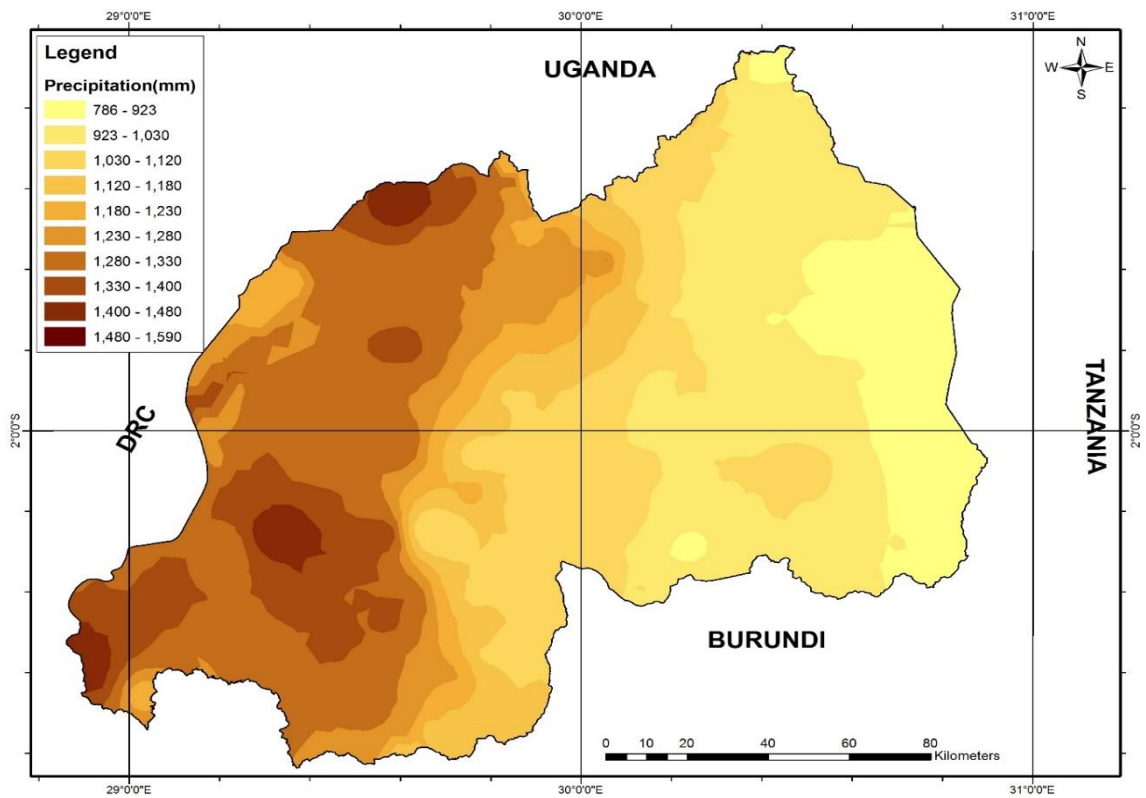 29°0'0"E
30°0'0"E
31°0'0"E
Legend
Precipitation(mm)
786 - 923
923 - 1,030
1,030 - 1,120
1,120 - 1,180
1,180 - 1,230
1,230 - 1,280
1,280 - 1,330
1,330 - 1,400
1,400 - 1,480
1,480 - 1,590
UGANDA
N
W
E
S
DRC
TANZANIA
2°0'0"S
2°0'0"S
BURUNDI
0 5 10 20 40 60 80
Kilometers
29°0'0"E
30°0'0"E
31°0'0"E